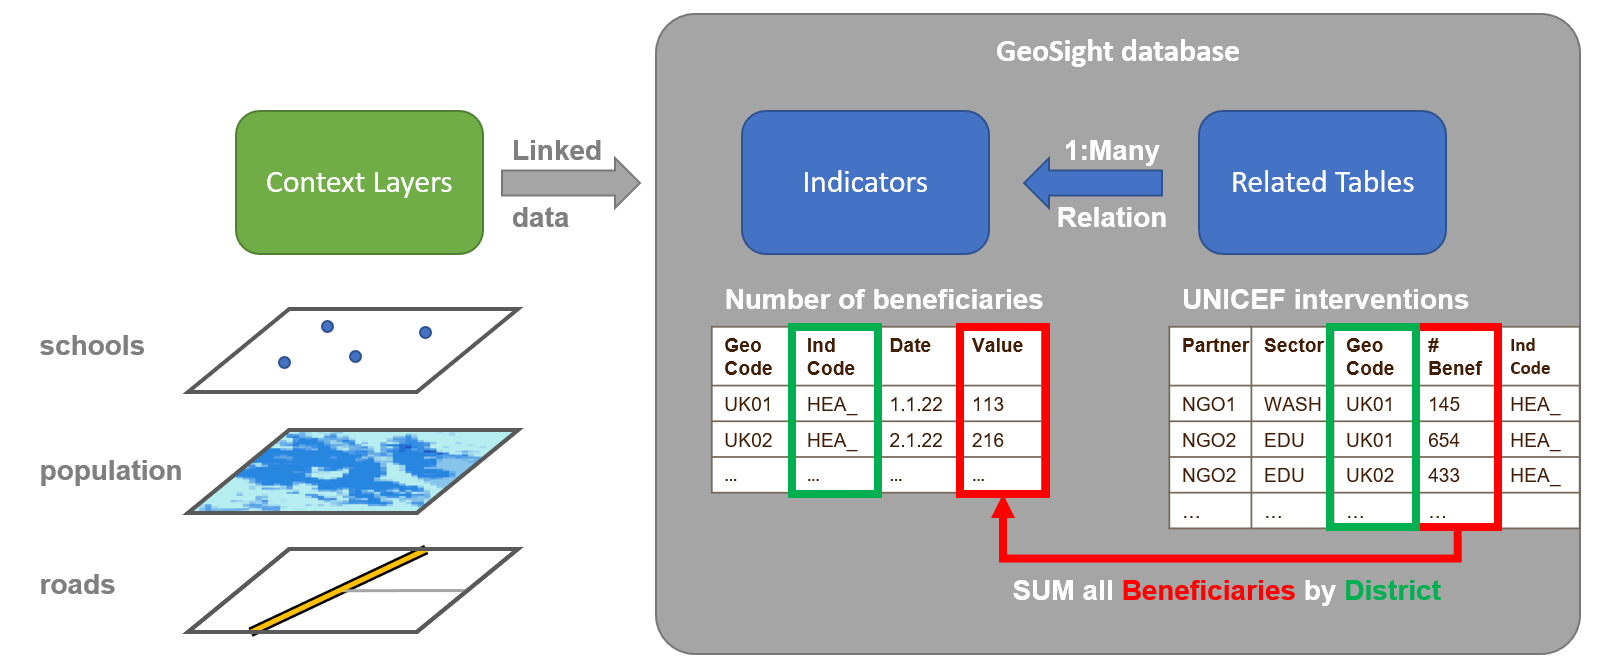 GeoSight database
Context Layers
Linked
data
Indicators
1:Many
Relation
Related Tables
schools
population
roads
Number of beneficiaries
Geo Code Ind Code Date Value
UK01 HEA_ 1.1.22 113
UK02 HEA_ 2.1.22 216
... ... ... ...
UNICEF interventions
Partner Sector Geo Code # Benef Ind Code
NGO1 WASH UK01 145 HEA_
NGO2 EDU UK01 654 HEA_
NGO2 EDU UK02 433 HEA_
... ... ... ...
SUM all Beneficiaries by District